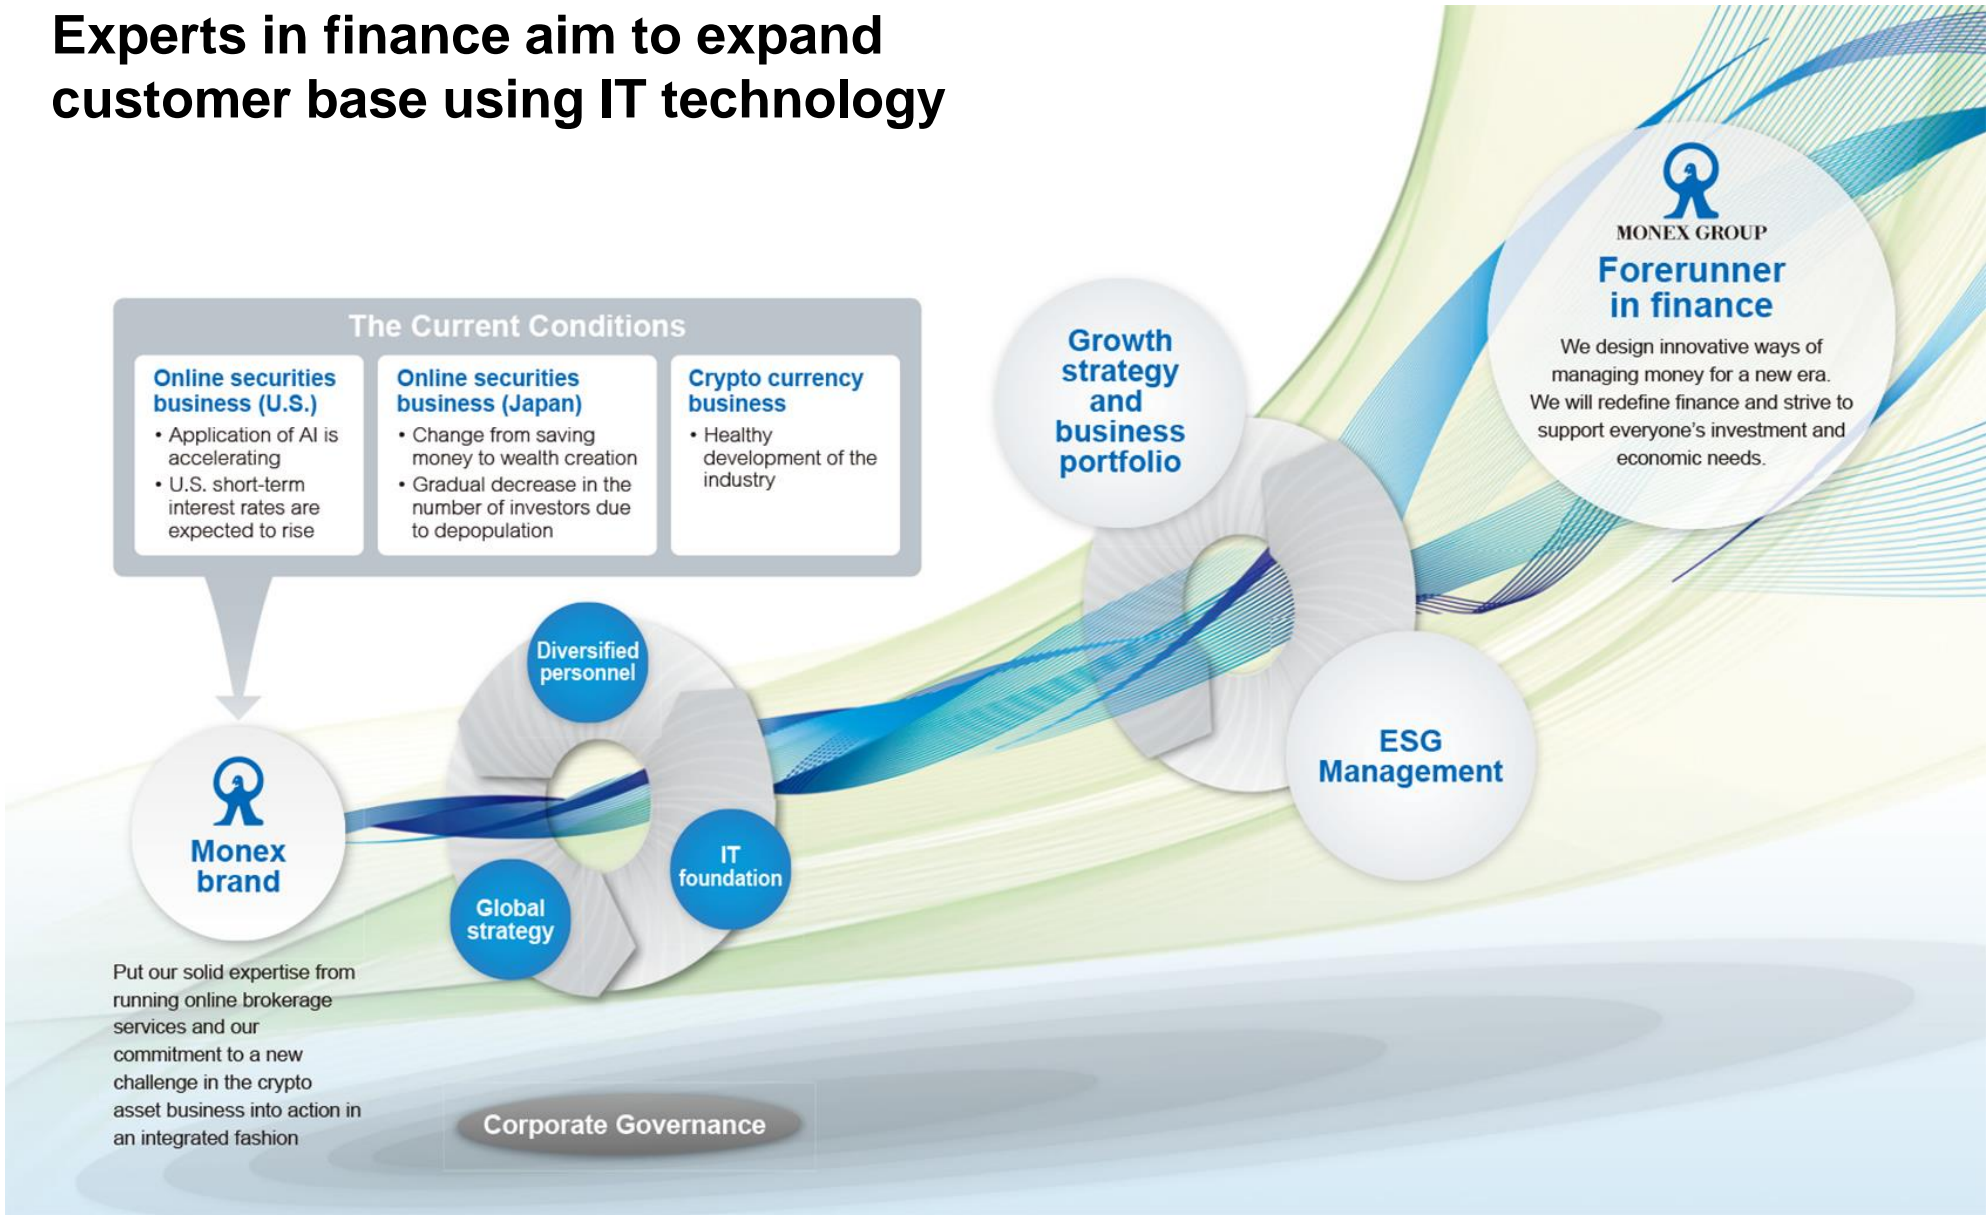 Experts in finance aim to expand
customer base using IT technology
The Current Conditions
Online securities
business (U.S.)
• Application of AI is
accelerating
• U.S. short-term
interest rates are
expected to rise
Online securities
business (Japan)
• Change from saving
money to wealth creation
• Gradual decrease in the
number of investors due
to depopulation
Crypto currency
business
• Healthy
development of the
industry
Monex
brand
Put our solid expertise from
running online brokerage
services and our
commitment to a new
challenge in the crypto
asset business into action in
an integrated fashion
Diversified
personnel
IT
foundation
Global
strategy
Corporate Governance
Growth
strategy
and
business
portfolio
ESG
Management
MONEX GROUP
Forerunner
in finance
We design innovative ways of
managing money for a new era.
We will redefine finance and strive to
support everyone's investment and
economic needs.